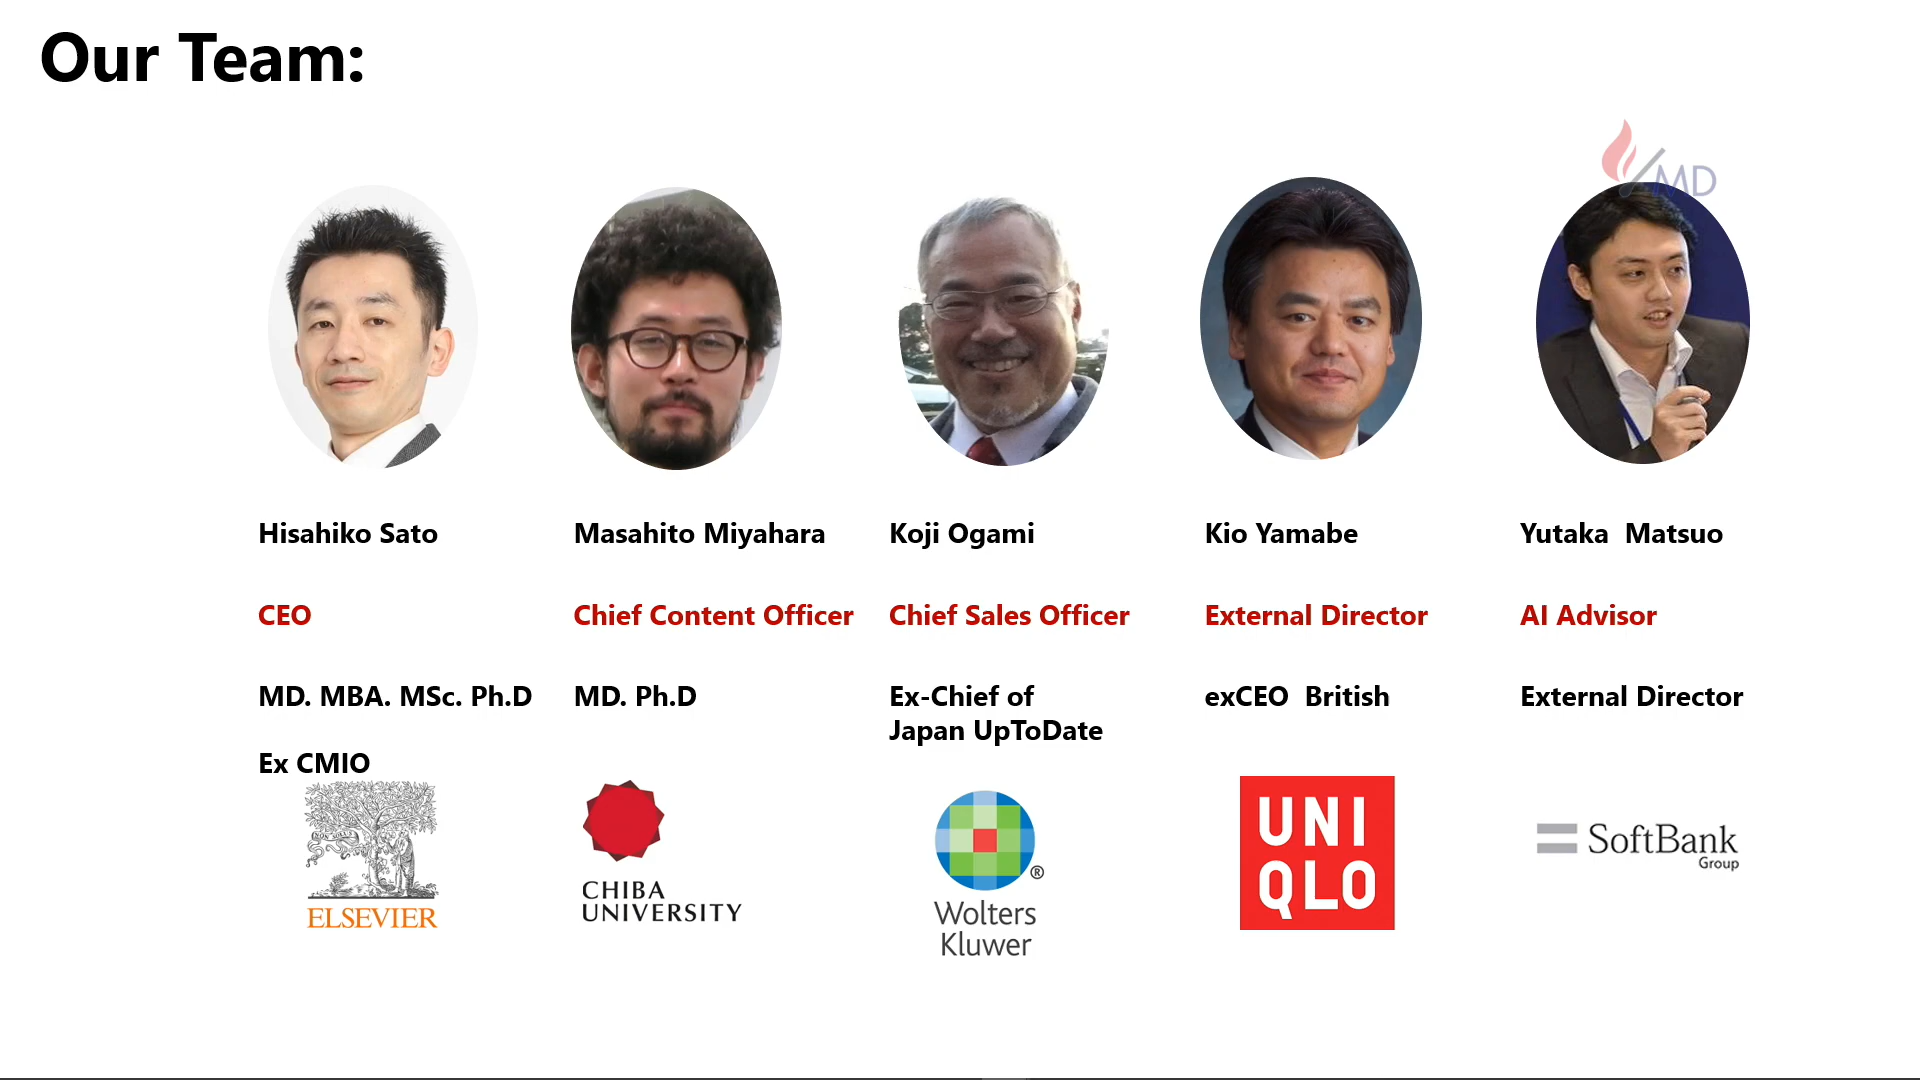 Our Team:
MD
Hisahiko Sato
Masahito Miyahara
Koji Ogami
Kio Yamabe
Yutaka  Matsuo
CEO
Chief Content Officer
Chief Sales Officer
External Director
AI Advisor
MD. MBA. MSc. Ph.D
MD. Ph.D
Ex-Chief of
Japan UpToDate
exCEO  British
External Director
Ex CMIO
NON SOLUS
ELSEVIER
CHIBA
UNIVERSITY
®
Wolters
Kluwer
UNI
QLO
SoftBank
Group